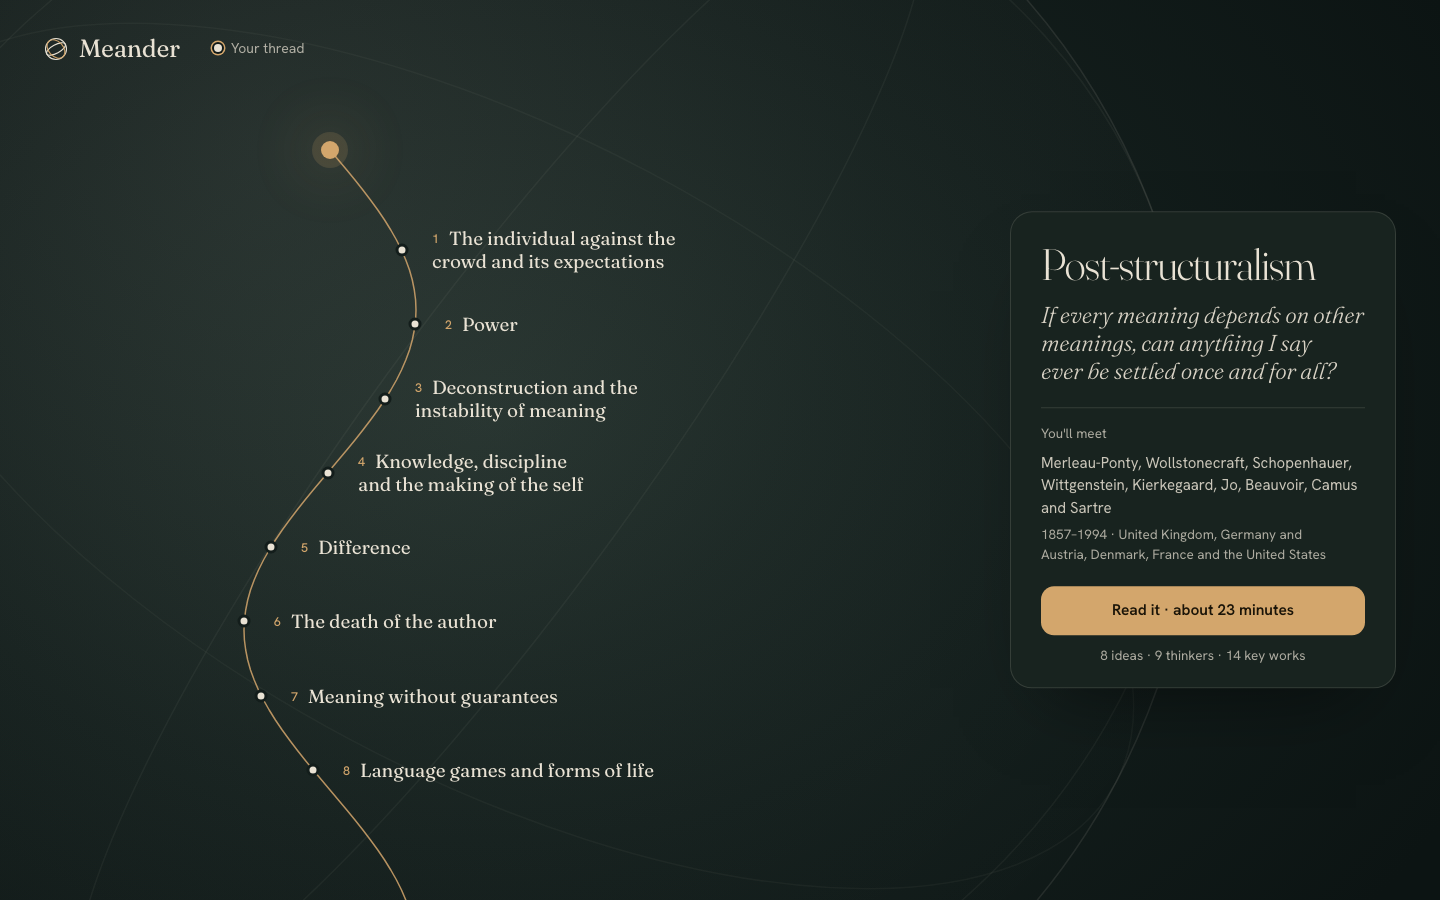 Meander
Your thread
1 The individual against the
crowd and its expectations
2 Power
3 Deconstruction and the
instability of meaning
4 Knowledge, discipline
and the making of the self
5 Difference
6 The death of the author
7 Meaning without guarantees
8 Language games and forms of life
Post-structuralism
If every meaning depends on other
meanings, can anything I say
ever be settled once and for all?
You'll meet
Merleau-Ponty, Wollstonecraft, Schopenhauer,
Wittgenstein, Kierkegaard, Jo, Beauvoir, Camus
and Sartre
1857–1994 · United Kingdom, Germany and
Austria, Denmark, France and the United States
Read it · about 23 minutes
8 ideas · 9 thinkers · 14 key works